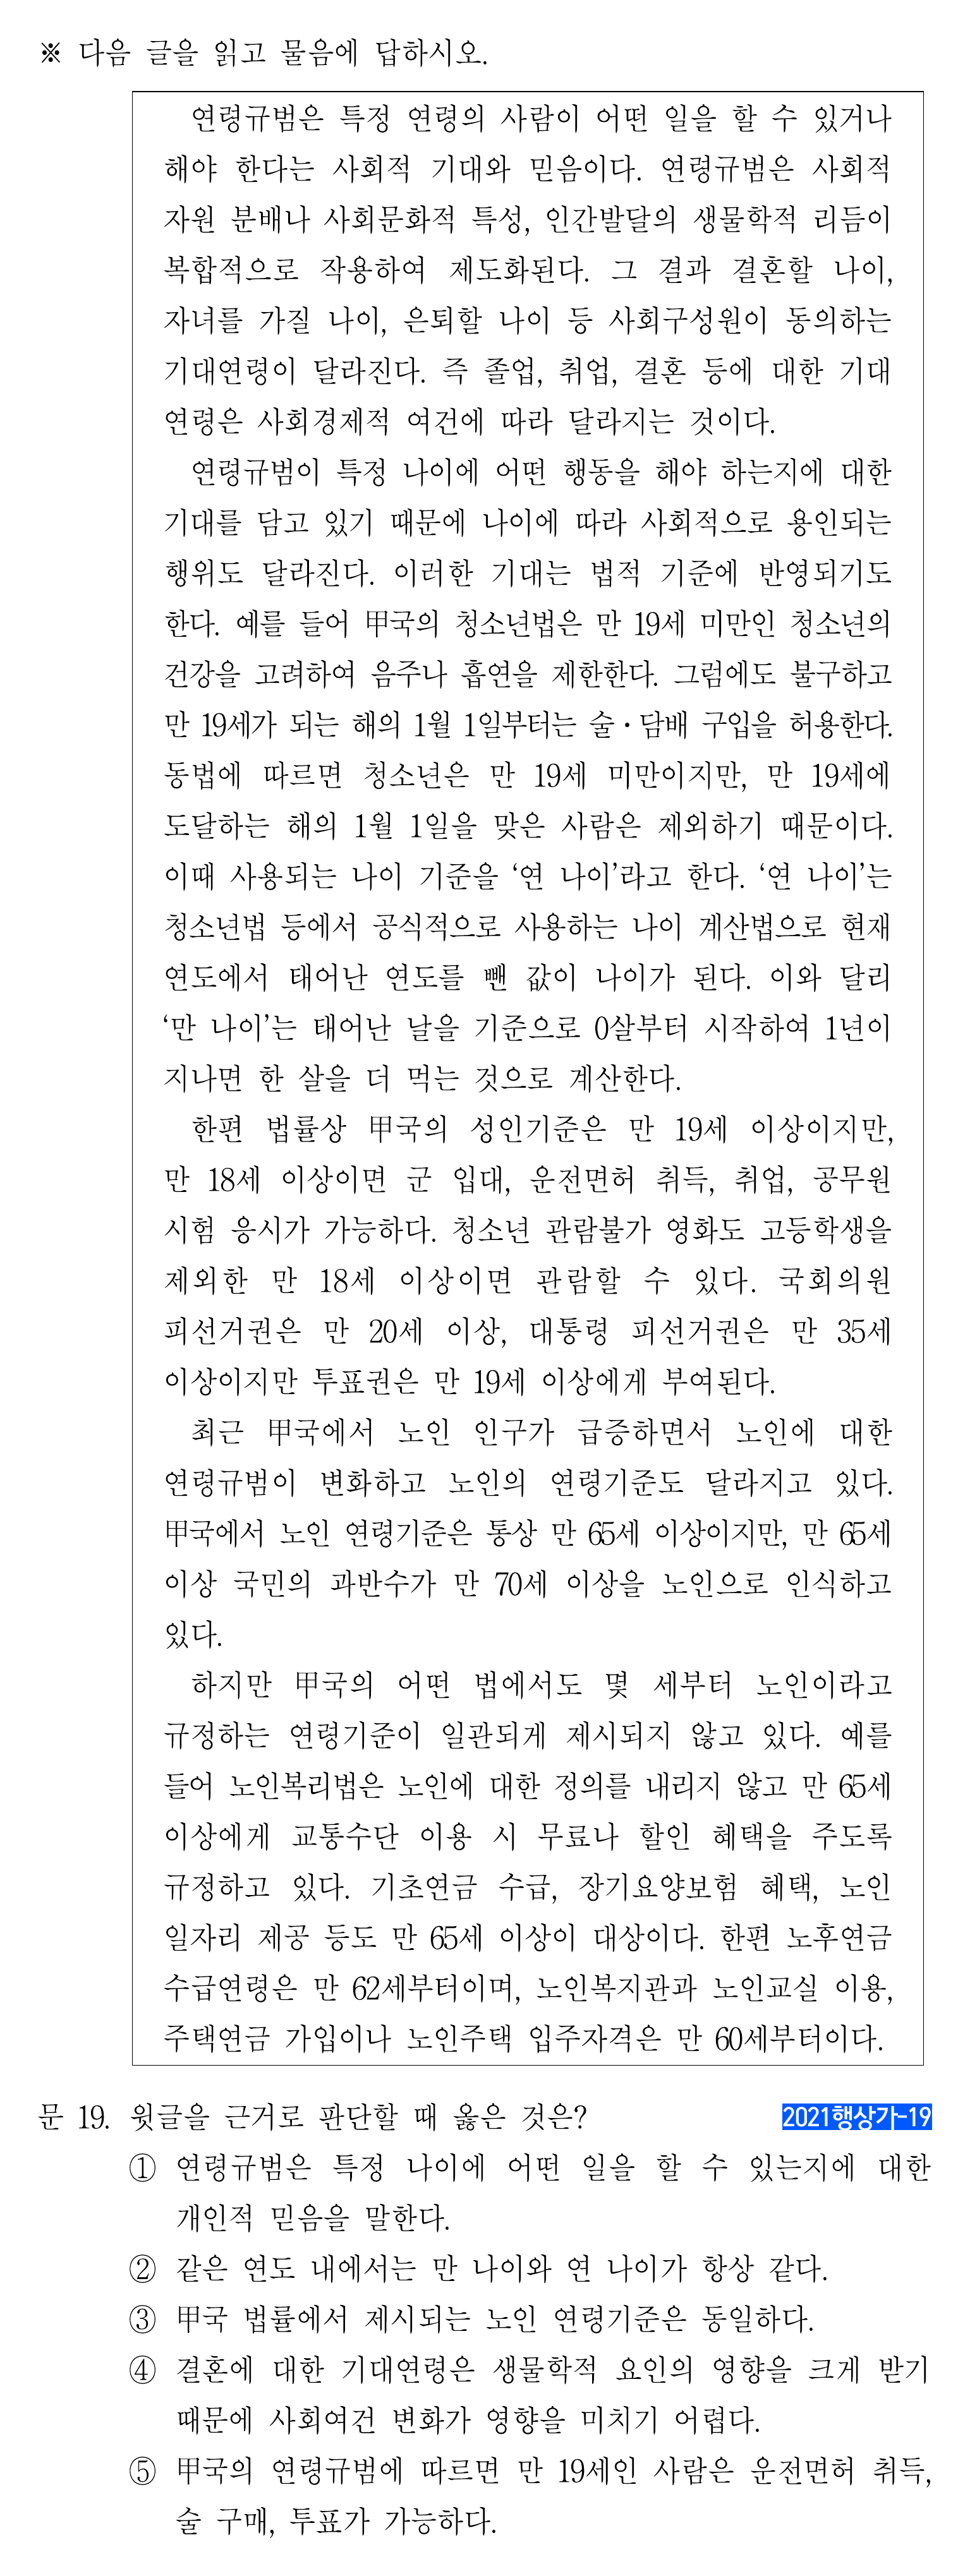 ※ 다음 글을 읽고 물음에 답하시오.
연령규범은 특정 연령의 사람이 어떤 일을 할 수 있거나
해야 한다는 사회적 기대와 믿음이다. 연령규범은 사회적
자원 분배나 사회문화적 특성, 인간발달의 생물학적 리듬이
복합적으로 작용하여 제도화된다. 그 결과 결혼할 나이,
자녀를 가질 나이, 은퇴할 나이 등 사회구성원이 동의하는
기대연령이 달라진다. 즉 졸업, 취업, 결혼 등에 대한 기대
연령은 사회경제적 여건에 따라 달라지는 것이다.
연령규범이 특정 나이에 어떤 행동을 해야 하는지에 대한
기대를 담고 있기 때문에 나이에 따라 사회적으로 용인되는
행위도 달라진다. 이러한 기대는 법적 기준에 반영되기도
한다. 예를 들어 甲국의 청소년법은 만 19세 미만인 청소년의
건강을 고려하여 음주나 흡연을 제한한다. 그럼에도 불구하고
만 19세가 되는 해의 1월 1일부터는 술·담배 구입을 허용한다.
동법에 따르면 청소년은 만 19세 미만이지만, 만 19세에
도달하는 해의 1월 1일을 맞은 사람은 제외하기 때문이다.
이때 사용되는 나이 기준을 ‘연 나이’라고 한다. ‘연 나이’는
청소년법 등에서 공식적으로 사용하는 나이 계산법으로 현재
연도에서 태어난 연도를 뺀 값이 나이가 된다. 이와 달리
‘만 나이’는 태어난 날을 기준으로 0살부터 시작하여 1년이
지나면 한 살을 더 먹는 것으로 계산한다.
한편 법률상 甲국의 성인기준은 만 19세 이상이지만,
만 18세 이상이면 군 입대, 운전면허 취득, 취업, 공무원
시험 응시가 가능하다. 청소년 관람불가 영화도 고등학생을
제외한 만 18세 이상이면 관람할 수 있다. 국회의원
피선거권은 만 20세 이상, 대통령 피선거권은 만 35세
이상이지만 투표권은 만 19세 이상에게 부여된다.
최근 甲국에서 노인 인구가 급증하면서 노인에 대한
연령규범이 변화하고 노인의 연령기준도 달라지고 있다.
甲국에서 노인 연령기준은 통상 만 65세 이상이지만, 만 65세
이상 국민의 과반수가 만 70세 이상을 노인으로 인식하고
있다.
하지만 甲국의 어떤 법에서도 몇 세부터 노인이라고
규정하는 연령기준이 일관되게 제시되지 않고 있다. 예를
들어 노인복리법은 노인에 대한 정의를 내리지 않고 만 65세
이상에게 교통수단 이용 시 무료나 할인 혜택을 주도록
규정하고 있다. 기초연금 수급, 장기요양보험 혜택, 노인
일자리 제공 등도 만 65세 이상이 대상이다. 한편 노후연금
수급연령은 만 62세부터이며, 노인복지관과 노인교실 이용,
주택연금 가입이나 노인주택 입주자격은 만 60세부터이다.
문 19. 윗글을 근거로 판단할 때 옳은 것은? 2021행상가-19
① 연령규범은 특정 나이에 어떤 일을 할 수 있는지에 대한
개인적 믿음을 말한다.
② 같은 연도 내에서는 만 나이와 연 나이가 항상 같다.
③ 甲국 법률에서 제시되는 노인 연령기준은 동일하다.
④ 결혼에 대한 기대연령은 생물학적 요인의 영향을 크게 받기
때문에 사회여건 변화가 영향을 미치기 어렵다.
⑤ 甲국의 연령규범에 따르면 만 19세인 사람은 운전면허 취득,
술 구매, 투표가 가능하다.